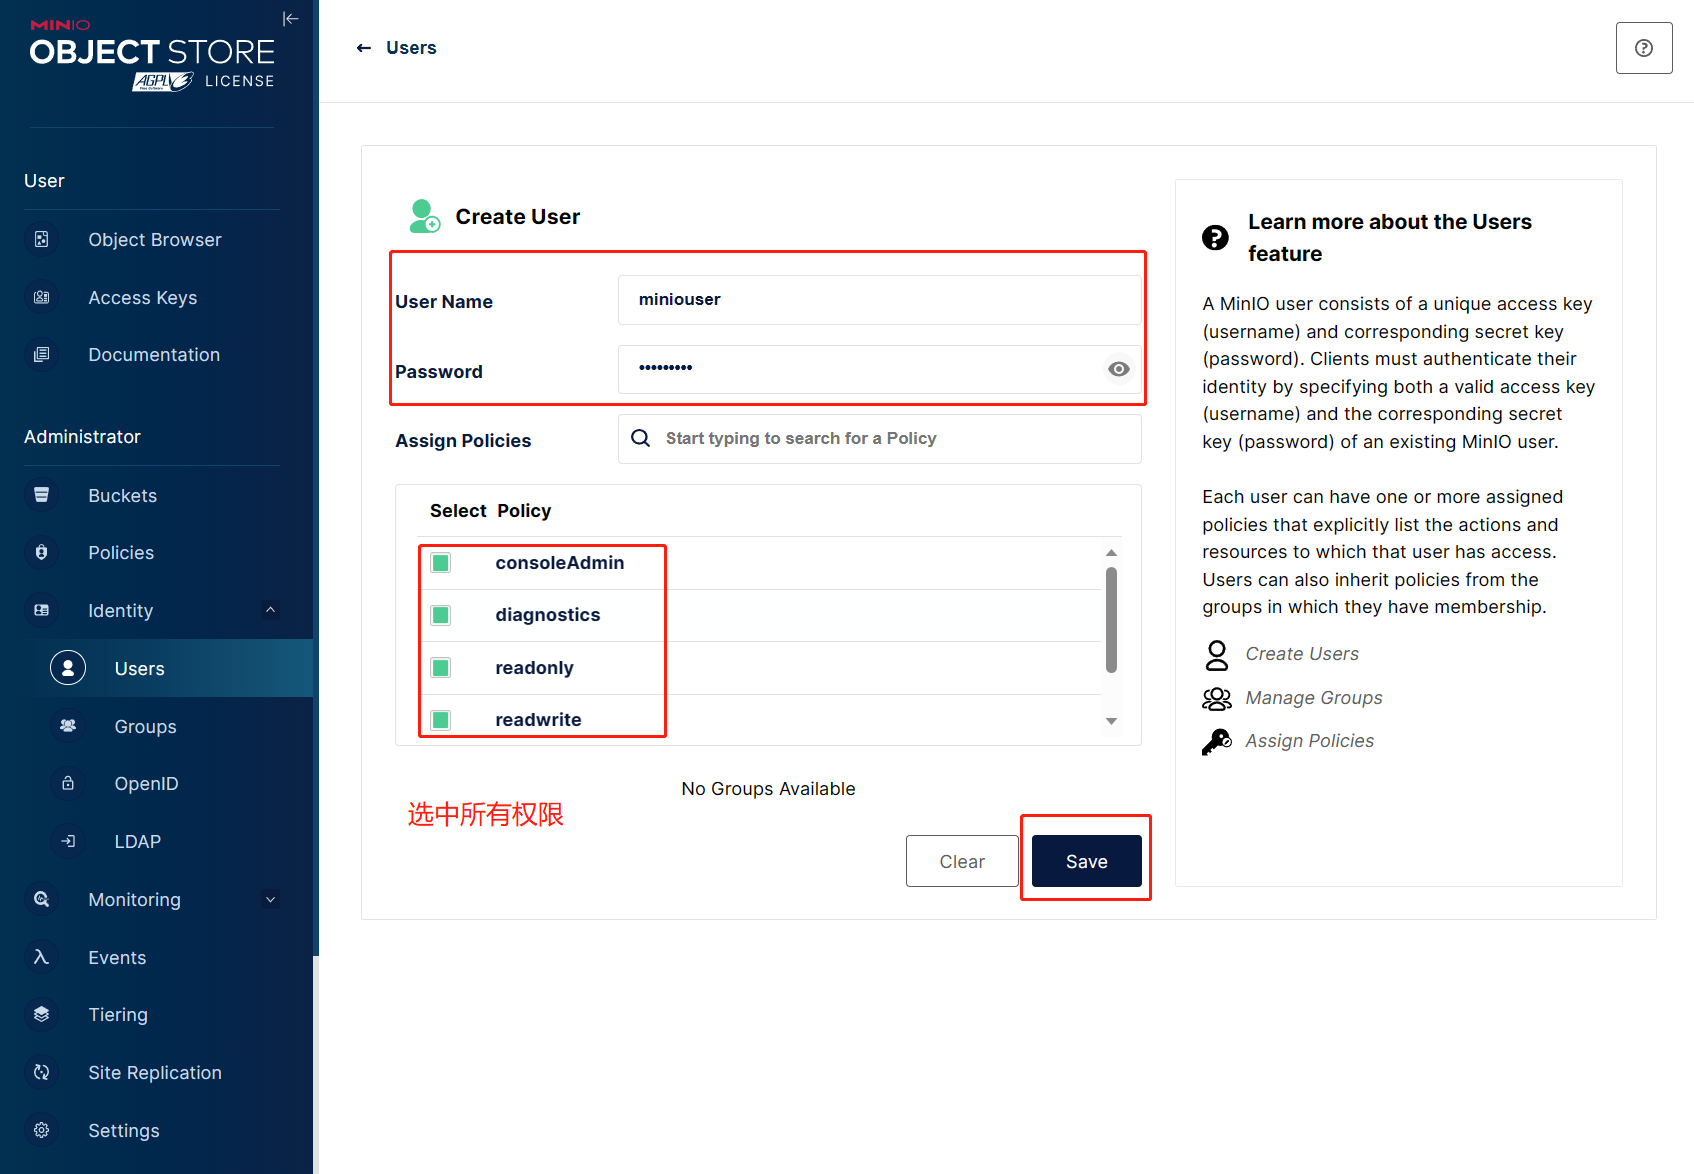 MINIO
OBJECT STORE
AGPL
LICENSE
User
Object Browser
Access Keys
Documentation
Administrator
Buckets
Policies
Identity
Users
Groups
OpenID
LDAP
Monitoring
Events
Tiering
Site Replication
Settings
← Users
Create User
User Name
miniouser
Password
•••••••••
Assign Policies
Start typing to search for a Policy
Select Policy
consoleAdmin
diagnostics
readonly
readwrite
No Groups Available
选中所有权限
Clear
Save
Learn more about the Users
feature
A MinIO user consists of a unique access key
(username) and corresponding secret key
(password). Clients must authenticate their
identity by specifying both a valid access key
(username) and the corresponding secret
key (password) of an existing MinIO user.
Each user can have one or more assigned
policies that explicitly list the actions and
resources to which that user has access.
Users can also inherit policies from the
groups in which they have membership.
Create Users
Manage Groups
Assign Policies